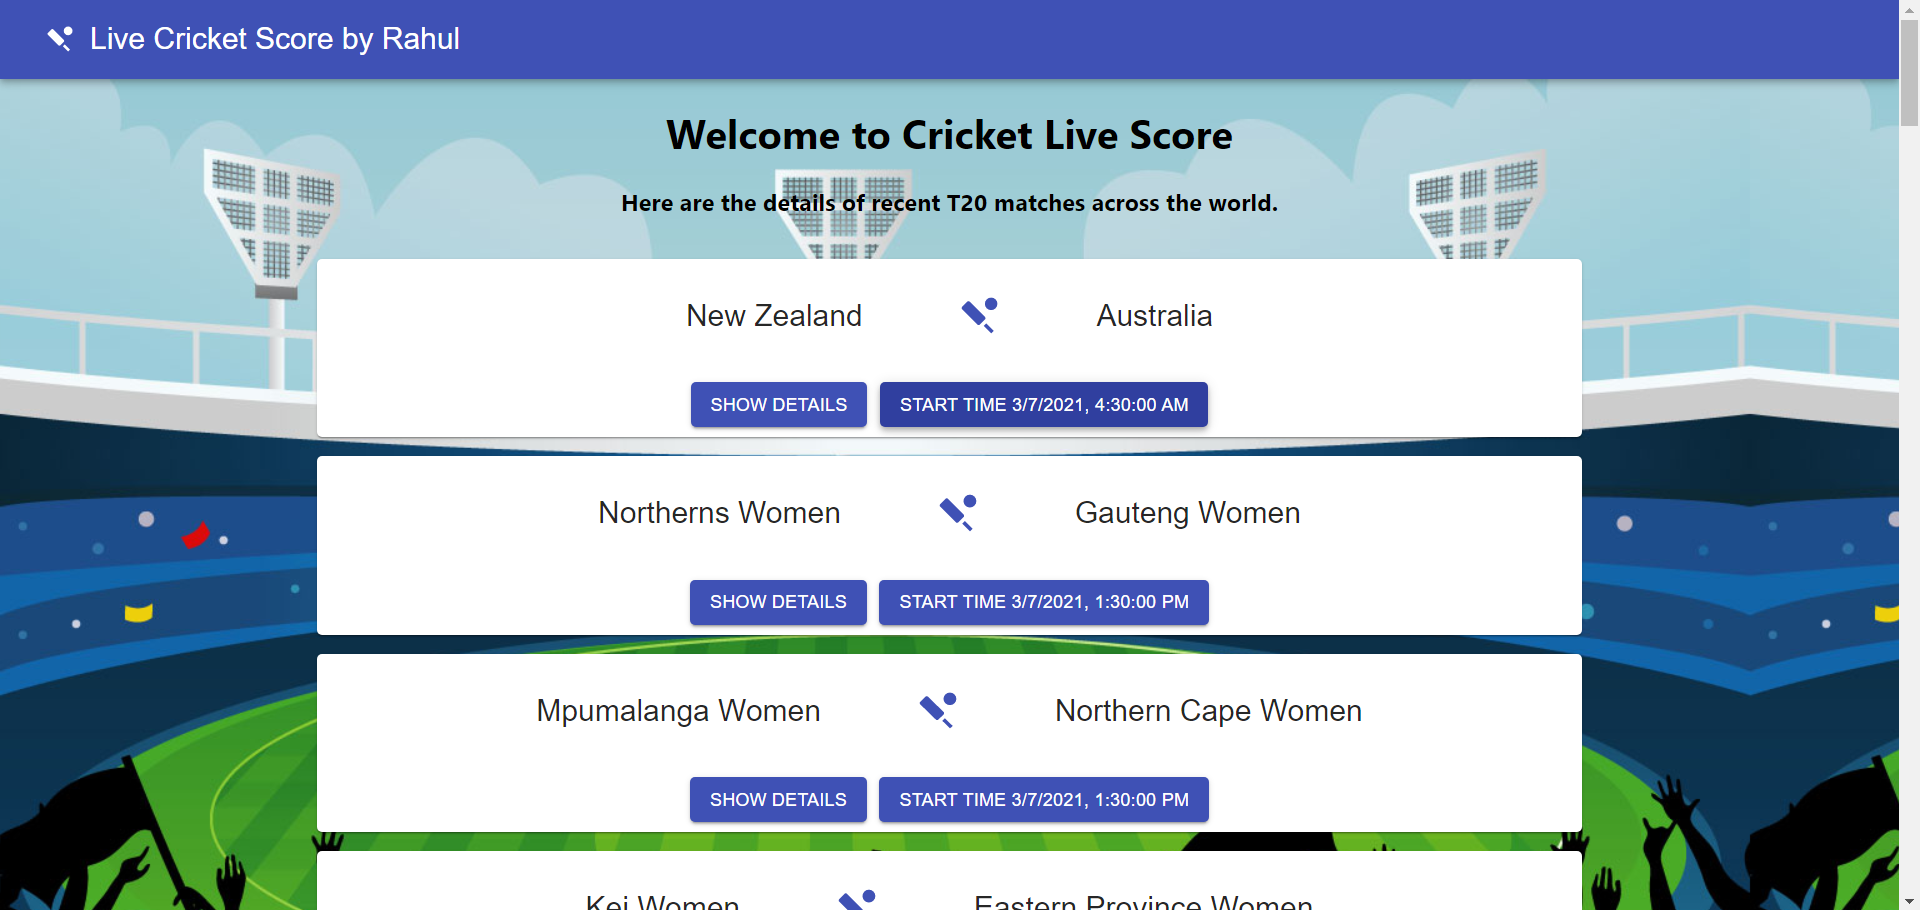 Live Cricket Score by Rahul
Welcome to Cricket Live Score
Here are the details of recent T20 matches across the world.
New Zealand Australia
SHOW DETAILS START TIME 3/7/2021, 4:30:00 AM
Northerns Women Gauteng Women
SHOW DETAILS START TIME 3/7/2021, 1:30:00 PM
Mpumalanga Women Northern Cape Women
SHOW DETAILS START TIME 3/7/2021, 1:30:00 PM
Kei Women Eastern Province Women